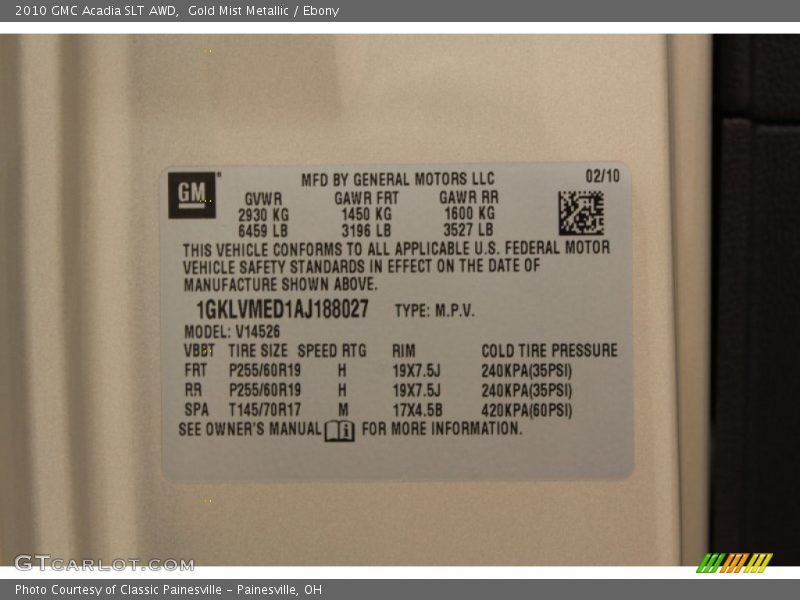 2010 GMC Acadia SLT AWD,  Gold Mist Metallic / Ebony
GM
MFD BY GENERAL MOTORS LLC 02/10
GVWR GAWR FRT GAWR RR
2930 KG 1450 KG 1600 KG
6459 LB 3196 LB 3527 LB
THIS VEHICLE CONFORMS TO ALL APPLICABLE U.S. FEDERAL MOTOR
VEHICLE SAFETY STANDARDS IN EFFECT ON THE DATE OF
MANUFACTURE SHOWN ABOVE.
1GKLVMED1AJ188027 TYPE: M.P.V.
MODEL: V14526
VBBT TIRE SIZE SPEED RTG RIM COLD TIRE PRESSURE
FRT P255/60R19 H 19X7.5J 240KPA(35PSI)
RR P255/60R19 H 19X7.5J 240KPA(35PSI)
SPA T145/70R17 M 17X4.5B 420KPA(60PSI)
SEE OWNER'S MANUAL FOR MORE INFORMATION.
GTCARLOT.COM
Photo Courtesy of Classic Painesville - Painesville, OH